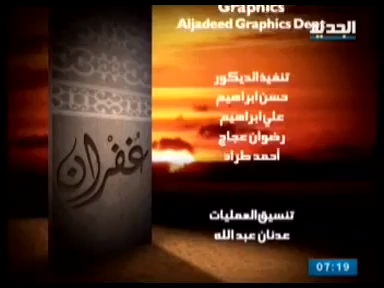 Graphics
Aljadeed Graphics Dept
الجديد
تنفيذ الديكور
حسن ابراهيم
علي ابراهيم
رضوان عجاج
أحمد طراد
غفران
تنسيق العمليات
عدنان عبد الله
07:19